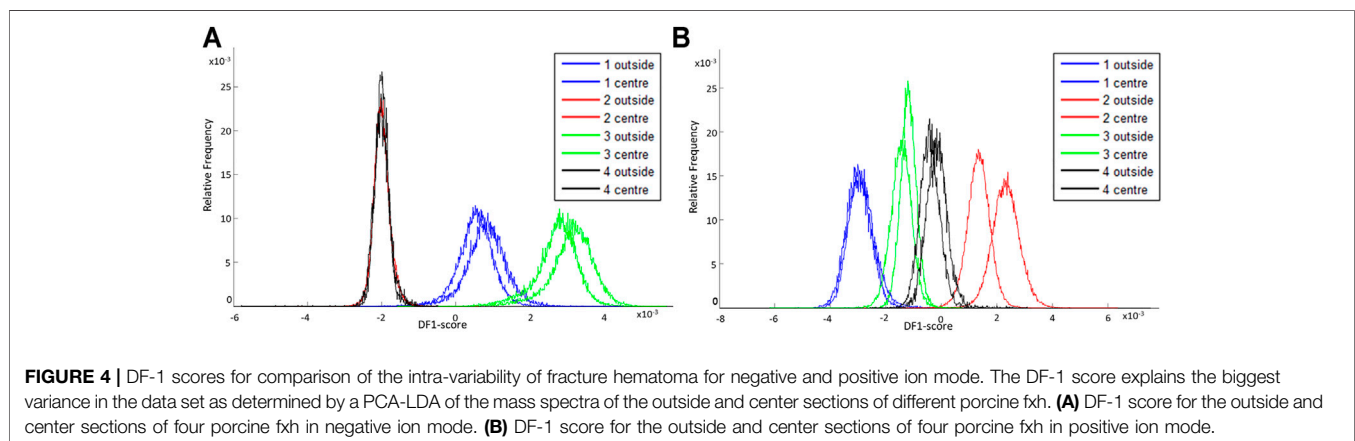 A
x10⁻³
25
20
15
10
5
0
Relative Frequency
-6
-2
0
2
4
x10⁻³
DF1-score
1 outside
1 centre
2 outside
2 centre
3 outside
3 centre
4 outside
4 centre
B
x10⁻³
25
20
15
10
5
0
Relative Frequency
-8
-4
-2
0
2
6
x10⁻³
DF1-score
1 outside
1 centre
2 outside
2 centre
3 outside
3 centre
4 outside
4 centre
FIGURE 4 | DF-1 scores for comparison of the intra-variability of fracture hematoma for negative and positive ion mode. The DF-1 score explains the biggest
variance in the data set as determined by a PCA-LDA of the mass spectra of the outside and center sections of different porcine fxh. (A) DF-1 score for the outside and
center sections of four porcine fxh in negative ion mode. (B) DF-1 score for the outside and center sections of four porcine fxh in positive ion mode.